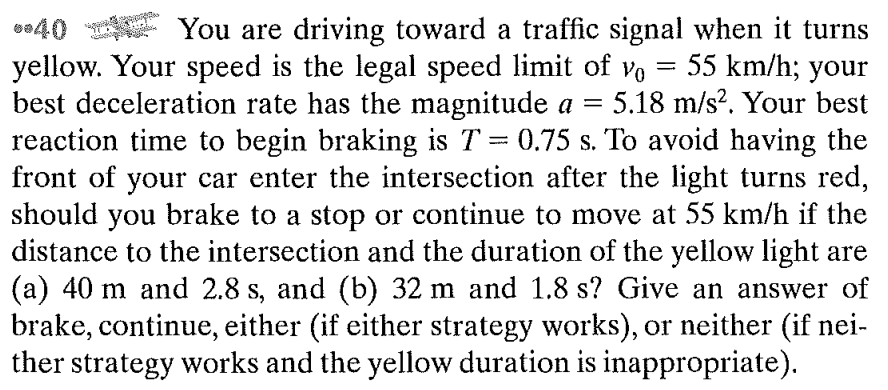 ••40 You are driving toward a traffic signal when it turns
yellow. Your speed is the legal speed limit of v₀ = 55 km/h; your
best deceleration rate has the magnitude a = 5.18 m/s². Your best
reaction time to begin braking is T = 0.75 s. To avoid having the
front of your car enter the intersection after the light turns red,
should you brake to a stop or continue to move at 55 km/h if the
distance to the intersection and the duration of the yellow light are
(a) 40 m and 2.8 s, and (b) 32 m and 1.8 s? Give an answer of
brake, continue, either (if either strategy works), or neither (if nei-
ther strategy works and the yellow duration is inappropriate).